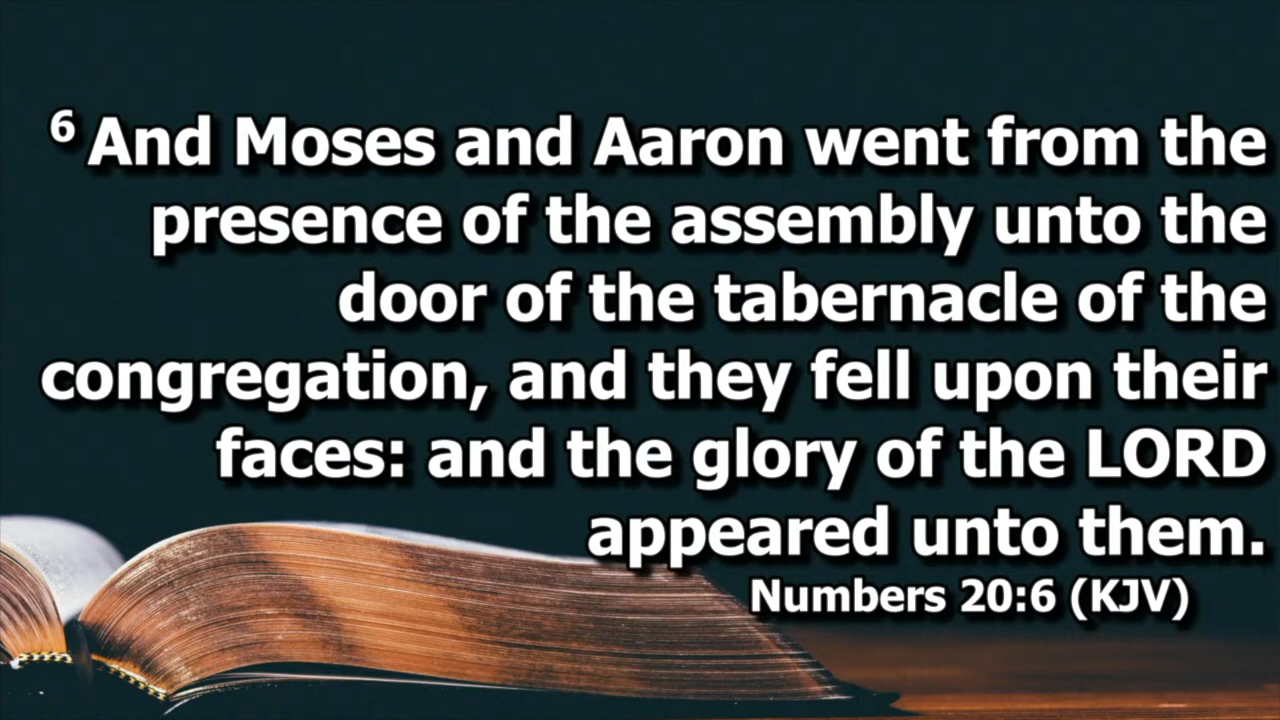 6 And Moses and Aaron went from the
presence of the assembly unto the
door of the tabernacle of the
congregation, and they fell upon their
faces: and the glory of the LORD
appeared unto them.
Numbers 20:6 (KJV)